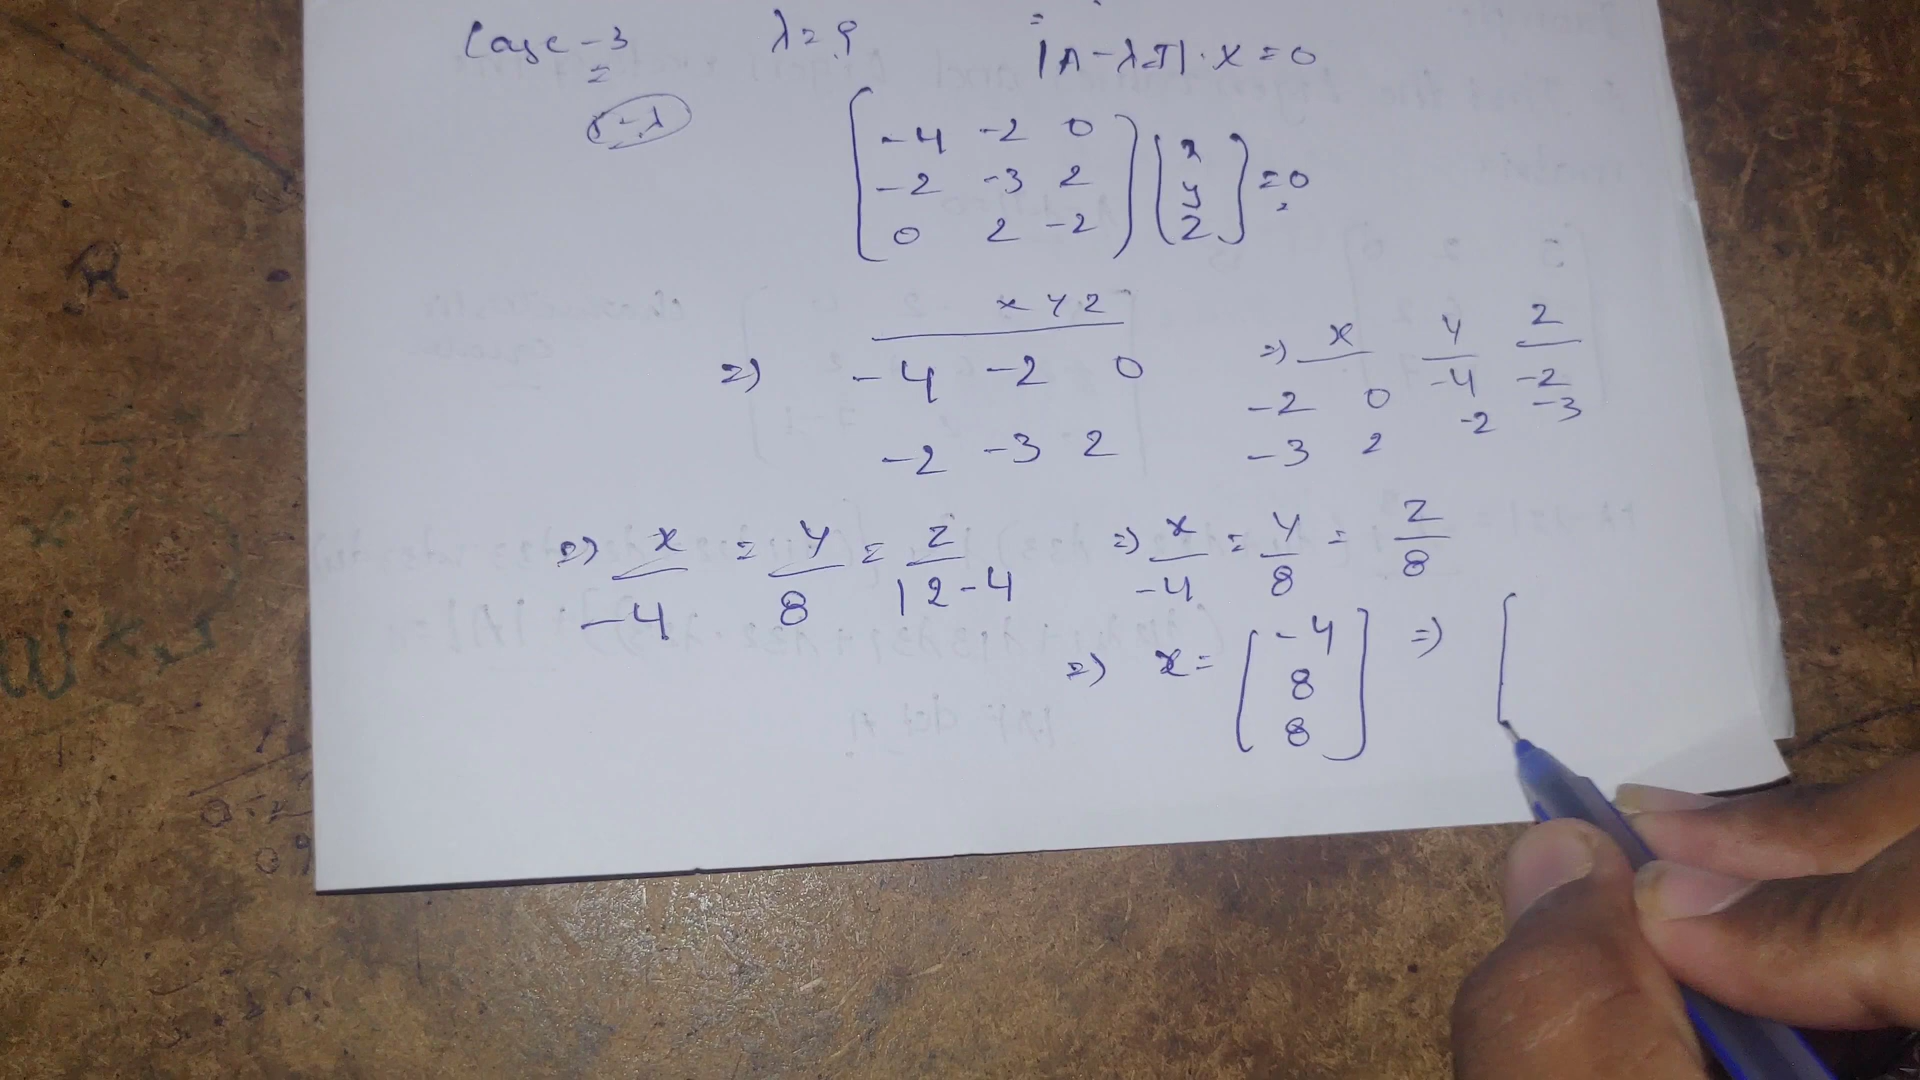 Case-3 λ=9 |A-λI|·X=0
[-4 -2 0
-2 -3 2
0 2 -2] [x
y
z] =0
x y z
=) -4 -2 0
-2 -3 2
=) x y z
-2 0 -4 -2
-3 2 -2 -3
=) x/-4 = y/8 = z/12-4 =) x/-4 = y/8 = z/8
=) x= [-4
8
8] =) [